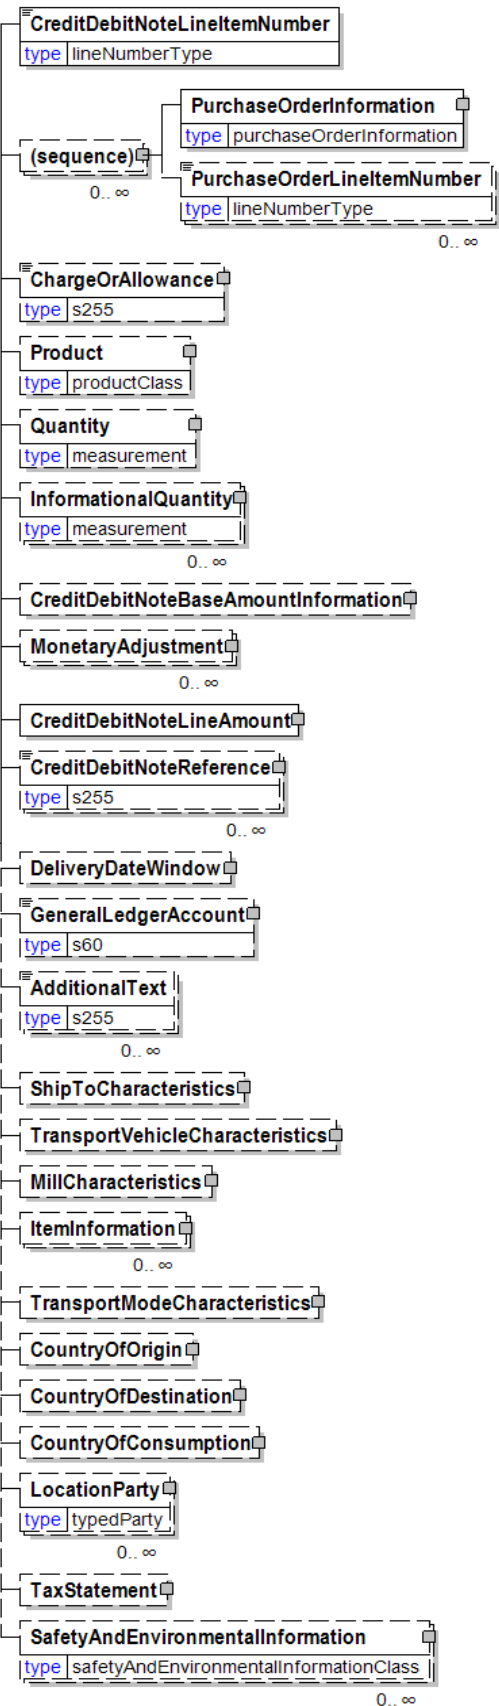 CreditDebitNoteLineItemNumber
type lineNumberType
PurchaseOrderInformation
type purchaseOrderInformation
(sequence)
0.. ∞
PurchaseOrderLineItemNumber
type lineNumberType
0.. ∞
ChargeOrAllowance
type s255
Product
type productClass
Quantity
type measurement
InformationalQuantity
type measurement
0.. ∞
CreditDebitNoteBaseAmountInformation
MonetaryAdjustment
0.. ∞
CreditDebitNoteLineAmount
CreditDebitNoteReference
type s255
0.. ∞
DeliveryDateWindow
GeneralLedgerAccount
type s60
AdditionalText
type s255
0.. ∞
ShipToCharacteristics
TransportVehicleCharacteristics
MillCharacteristics
ItemInformation
0.. ∞
TransportModeCharacteristics
CountryOfOrigin
CountryOfDestination
CountryOfConsumption
LocationParty
type typedParty
0.. ∞
TaxStatement
SafetyAndEnvironmentalInformation
type safetyAndEnvironmentalInformationClass
0.. ∞